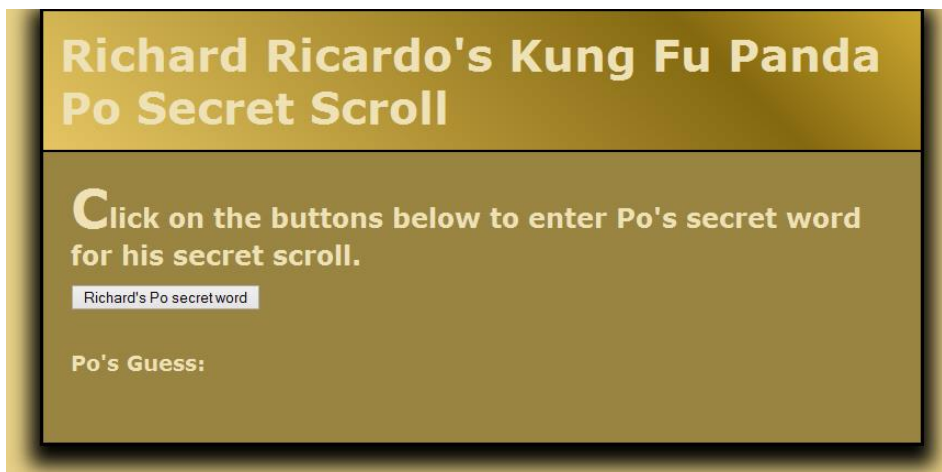 Richard Ricardo's Kung Fu Panda
Po Secret Scroll
Click on the buttons below to enter Po's secret word
for his secret scroll.
Richard's Po secret word
Po's Guess: